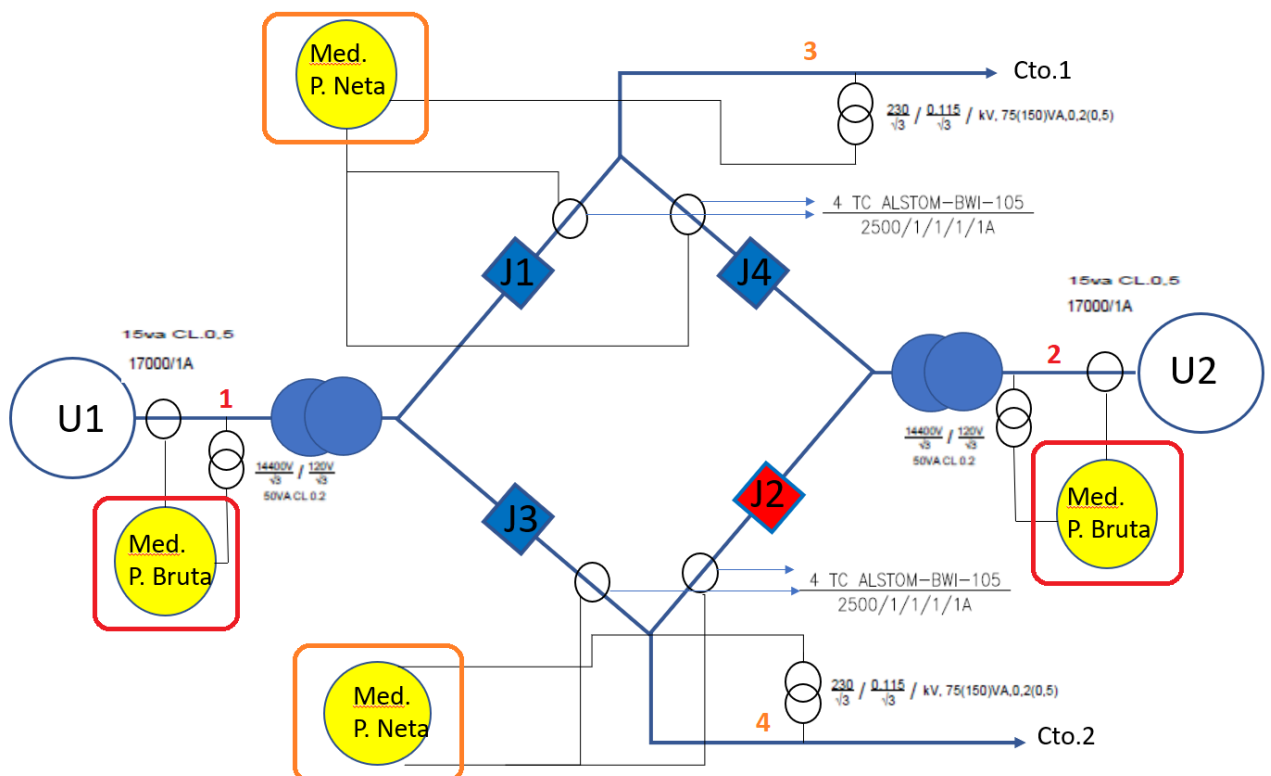 Med.
P. Neta
3
Cto.1
230/√3 / 0.115/√3 / kV, 75(150)VA,0,2(0,5)
4 TC ALSTOM-BWI-105
2500/1/1/1/1A
J1
J4
15va CL.0,5
17000/1A
15va CL.0,5
17000/1A
U1
1
2
U2
14400V/√3 / 120V/√3
50VA CL 0.2
14400V/√3 / 120V/√3
50VA CL 0.2
Med.
P. Bruta
J3
J2
Med.
P. Bruta
4 TC ALSTOM-BWI-105
2500/1/1/1/1A
Med.
P. Neta
230/√3 / 0.115/√3 / kV, 75(150)VA,0,2(0,5)
4
Cto.2